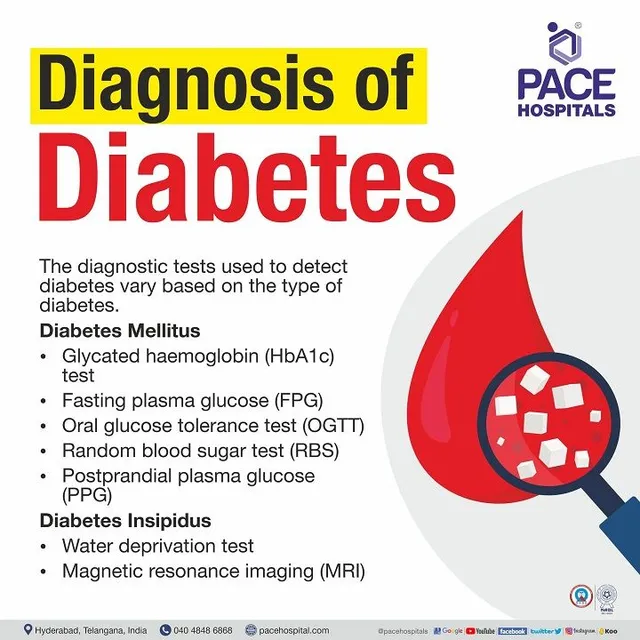 Diagnosis of
Diabetes
®
PACE
HOSPITALS
The diagnostic tests used to detect
diabetes vary based on the type of
diabetes.
Diabetes Mellitus
• Glycated haemoglobin (HbA1c)
test
• Fasting plasma glucose (FPG)
• Oral glucose tolerance test (OGTT)
• Random blood sugar test (RBS)
• Postprandial plasma glucose
(PPG)
Diabetes Insipidus
• Water deprivation test
• Magnetic resonance imaging (MRI)
Hyderabad, Telangana, India 040 4848 6868 pacehospital.com @pacehospitals Google YouTube facebook twitter Instagram Koo